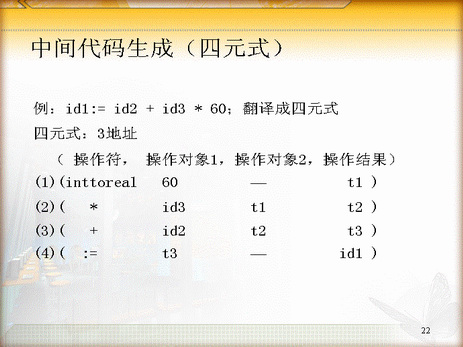 中间代码生成（四元式）
例：id1:= id2 + id3 * 60；翻译成四元式
四元式：3地址
（ 操作符， 操作对象1，操作对象2，操作结果）
(1)(inttoreal 60 — t1 )
(2)( * id3 t1 t2 )
(3)( + id2 t2 t3 )
(4)( := t3 — id1 )
22